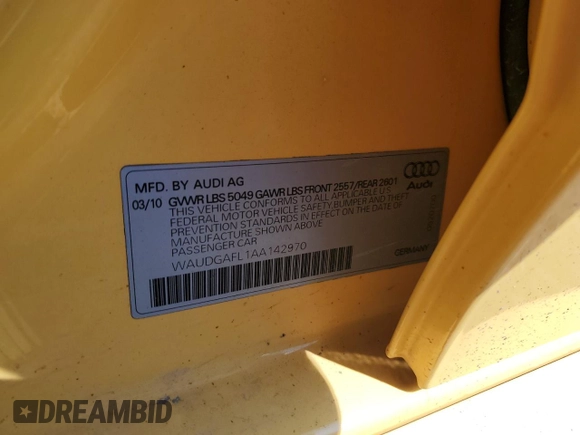 MFD. BY AUDI AG
03/10 GVWR LBS 5049 GAWR LBS FRONT 2557/REAR 2601
THIS VEHICLE CONFORMS TO ALL APPLICABLE U.S.
FEDERAL MOTOR VEHICLE SAFETY, BUMPER AND THEFT
PREVENTION STANDARDS IN EFFECT ON THE DATE OF
MANUFACTURE SHOWN ABOVE
PASSENGER CAR
WAUDGAFL1AA142970
Audi
GERMANY
DREAMBID